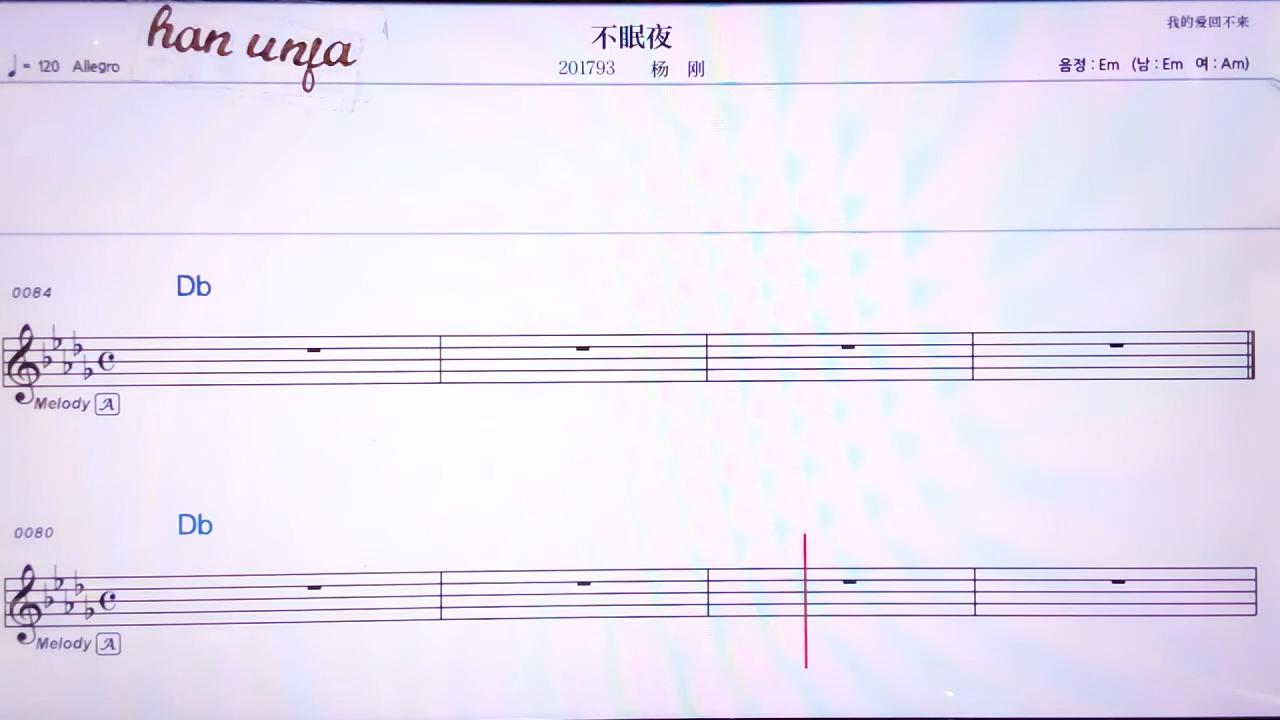 han unja
不眠夜
我的爱回不来
♩= 120 Allegro
201793 杨 刚
음정 : Em (남 : Em 여 : Am)
0084 Db
Melody A
0080 Db
Melody A